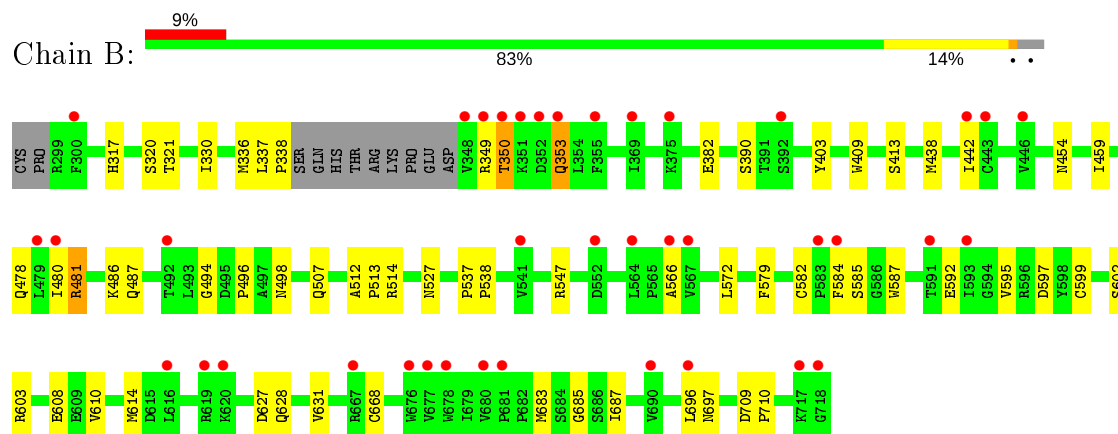 9%
Chain B:
83% 14% • •
CYS PRO R299 F300 H317 S320 T321 I330 M336 L337 P338 SER GLN HIS THR ARG LYS PRO GLU ASP V348 R349 T350 K351 D352 Q353 L354 F355 I369 K375 E382 S390 T391 S392 Y403 W409 S413 M438 I442 C443 V446 N454 I459
Q478 L479 I480 R481 K486 Q487 T492 L493 G494 D495 P496 A497 N498 Q507 A512 P513 R514 N527 P537 P538 V541 R547 D552 L564 P565 A566 V567 L572 F579 C582 P583 F584 S585 G586 W587 T591 E592 I593 G594 V595 R596 D597 Y598 C599 S602
R603 E608 E609 V610 M614 D615 L616 R619 K620 D627 Q628 V631 R667 C668 W676 V677 W678 I679 V680 P681 P682 M683 S684 G685 S686 I687 V690 L696 N697 D709 P710 K717 G718